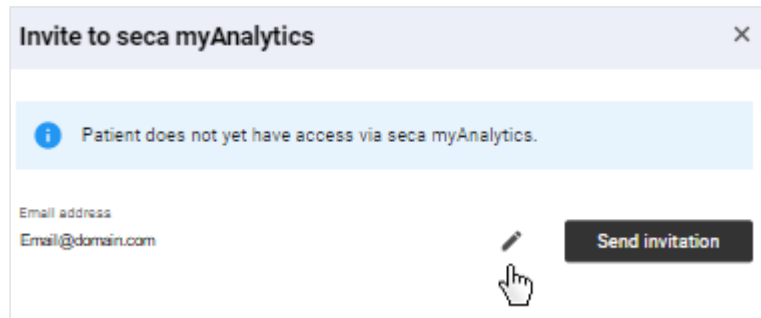 Invite to seca myAnalytics
Patient does not yet have access via seca myAnalytics.
Email address
Email@domain.com
Send invitation